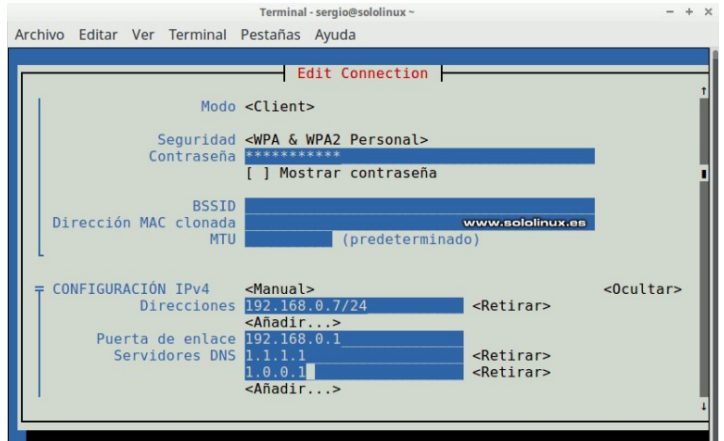 Terminal - sergio@sololinux ~
Archivo Editar Ver Terminal Pestañas Ayuda
Edit Connection
Modo <Client>
Seguridad <WPA & WPA2 Personal>
Contraseña ***********
[ ] Mostrar contraseña
BSSID
Dirección MAC clonada www.sololinux.es
MTU (predeterminado)
CONFIGURACIÓN IPv4 <Manual> <Ocultar>
Direcciones 192.168.0.7/24 <Retirar>
<Añadir...>
Puerta de enlace 192.168.0.1
Servidores DNS 1.1.1.1 <Retirar>
1.0.0.1 <Retirar>
<Añadir...>